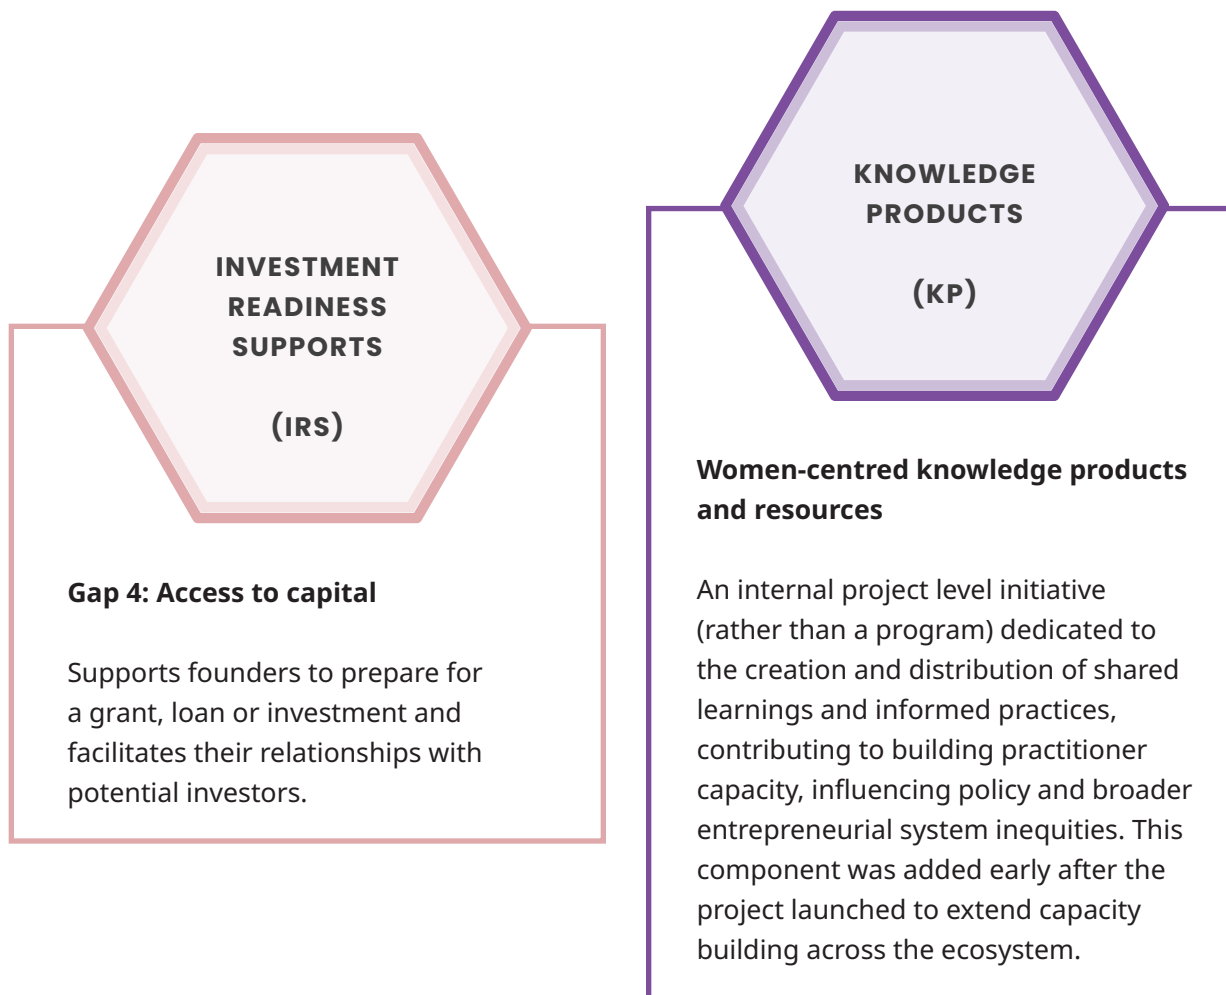 INVESTMENT
READINESS
SUPPORTS
(IRS)
Gap 4: Access to capital
Supports founders to prepare for
a grant, loan or investment and
facilitates their relationships with
potential investors.
KNOWLEDGE
PRODUCTS
(KP)
Women-centred knowledge products
and resources
An internal project level initiative
(rather than a program) dedicated to
the creation and distribution of shared
learnings and informed practices,
contributing to building practitioner
capacity, influencing policy and broader
entrepreneurial system inequities. This
component was added early after the
project launched to extend capacity
building across the ecosystem.